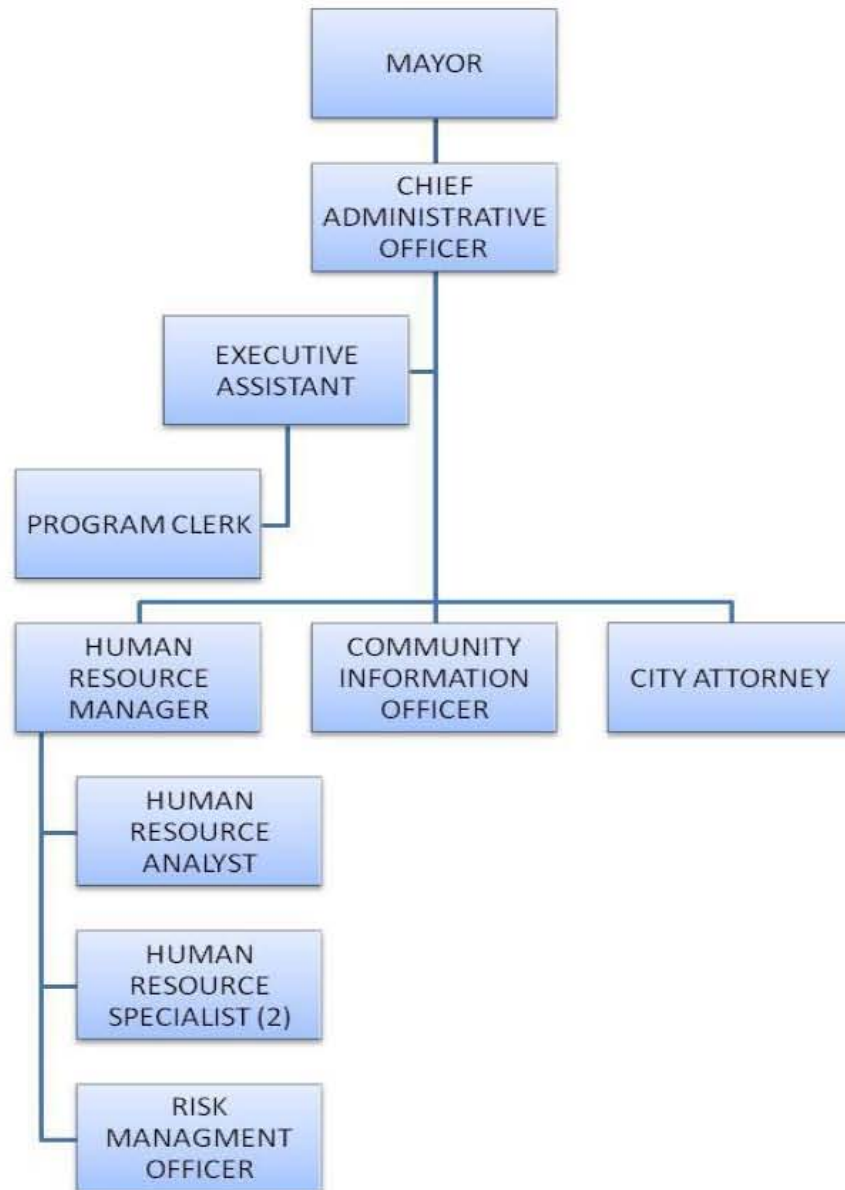 MAYOR
CHIEF
ADMINISTRATIVE
OFFICER
EXECUTIVE
ASSISTANT
PROGRAM CLERK
HUMAN
RESOURCE
MANAGER
COMMUNITY
INFORMATION
OFFICER
CITY ATTORNEY
HUMAN
RESOURCE
ANALYST
HUMAN
RESOURCE
SPECIALIST (2)
RISK
MANAGMENT
OFFICER